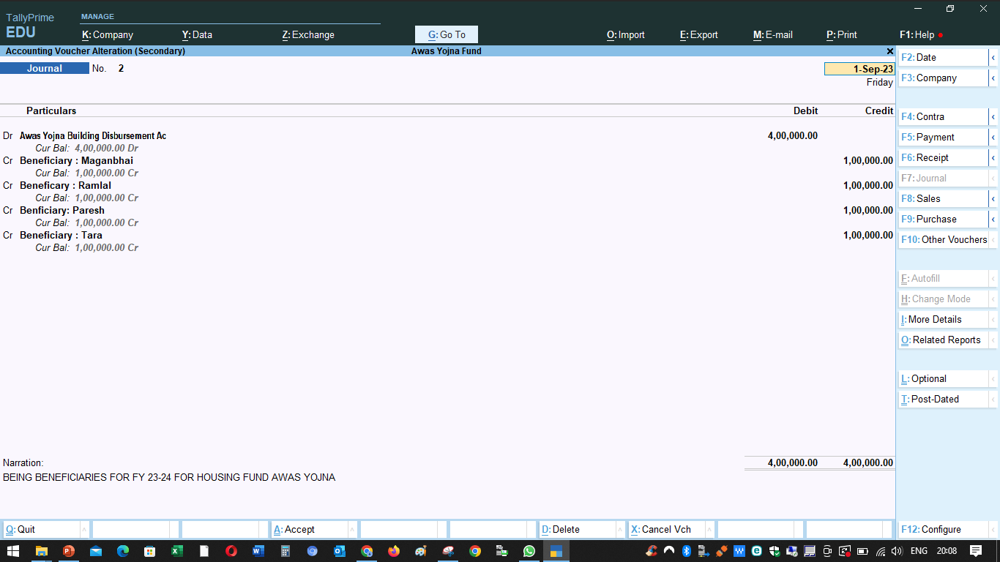 TallyPrime
EDU
MANAGE
K: Company Y: Data Z: Exchange G: Go To O: Import E: Export M: E-mail P: Print F1: Help
Accounting Voucher Alteration (Secondary) Awas Yojna Fund
Journal No. 2 1-Sep-23
Friday
Particulars Debit Credit
Dr Awas Yojna Building Disbursement Ac 4,00,000.00
Cur Bal: 4,00,000.00 Dr
Cr Beneficiary : Maganbhai 1,00,000.00
Cur Bal: 1,00,000.00 Cr
Cr Beneficary : Ramlal 1,00,000.00
Cur Bal: 1,00,000.00 Cr
Cr Benficiary: Paresh 1,00,000.00
Cur Bal: 1,00,000.00 Cr
Cr Beneficiary : Tara 1,00,000.00
Cur Bal: 1,00,000.00 Cr
Narration: 4,00,000.00 4,00,000.00
BEING BENEFICIARIES FOR FY 23-24 FOR HOUSING FUND AWAS YOJNA
F2: Date
F3: Company
F4: Contra
F5: Payment
F6: Receipt
F7: Journal
F8: Sales
F9: Purchase
F10: Other Vouchers
F: Autofill
H: Change Mode
I: More Details
O: Related Reports
L: Optional
T: Post-Dated
Q: Quit A: Accept D: Delete X: Cancel Vch F12: Configure
ENG 20:08